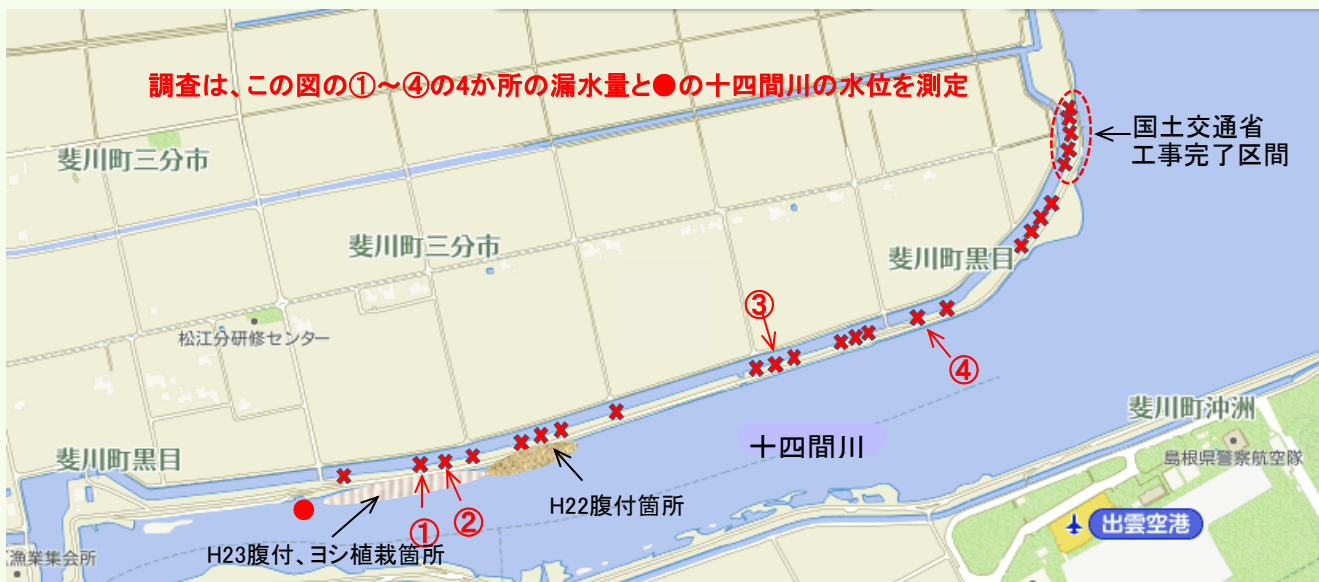 調査は、この図の①～④の4か所の漏水量と●の十四間川の水位を測定
国土交通省
工事完了区間
斐川町三分市
斐川町三分市
斐川町黒目
③
松江分研修センター
④
斐川町沖洲
十四間川
斐川町黒目
島根県警察航空隊
H22腹付箇所
①
②
出雲空港
H23腹付、ヨシ植栽箇所
漁業集会所